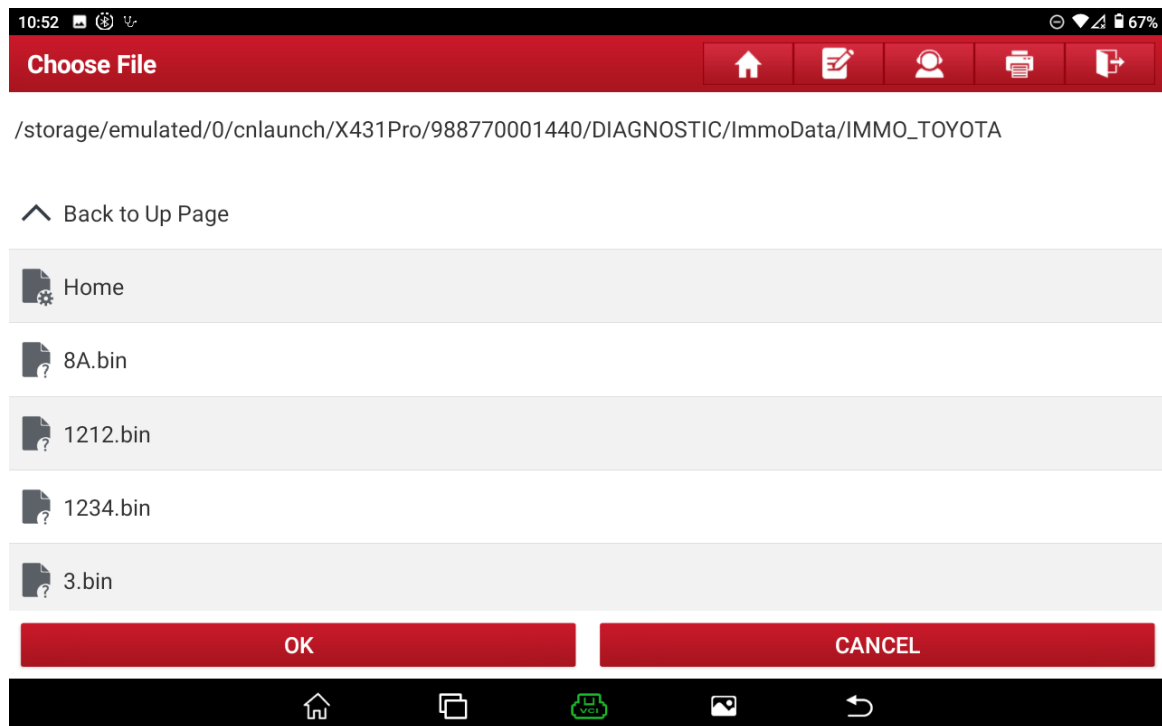 10:52
67%
Choose File
/storage/emulated/0/cnlaunch/X431Pro/988770001440/DIAGNOSTIC/ImmoData/IMMO_TOYOTA
Back to Up Page
Home
8A.bin
1212.bin
1234.bin
3.bin
OK
CANCEL
VCI